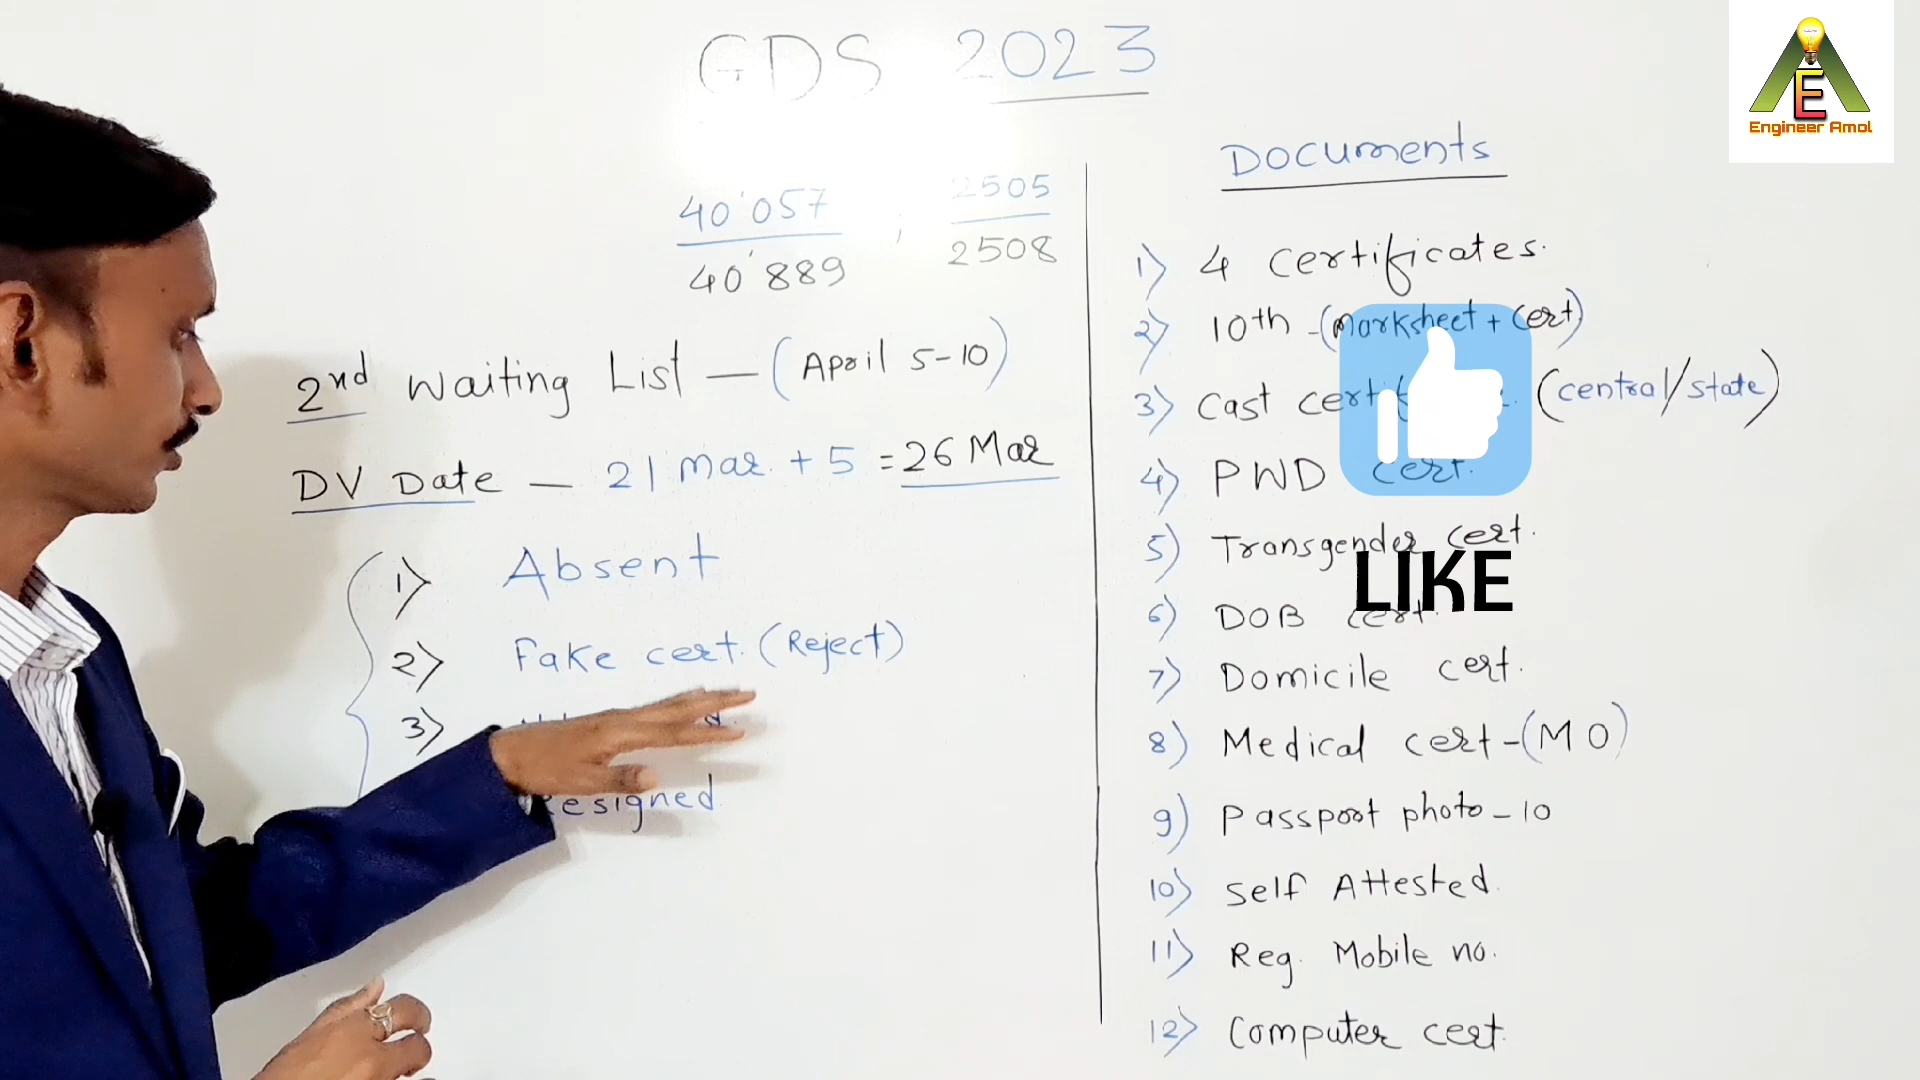 GDS 2023
E
Engineer Amol
40'057 , 2505
40'889 2508
2nd Waiting List — (April 5-10)
DV Date — 21 Mar. + 5 = 26 Mar
1) Absent
2) Fake cert. (Reject)
3)
Resigned
Documents
1) 4 certificates.
2) 10th - (Marksheet + Cert)
3) Cast (central/state)
4) PWD cert.
5) Transgender cert.
LIKE
6) DOB cert.
7) Domicile cert.
8) Medical cert - (MO)
9) Passport photo - 10
10) Self Attested.
11) Reg. Mobile no.
12) Computer cert.